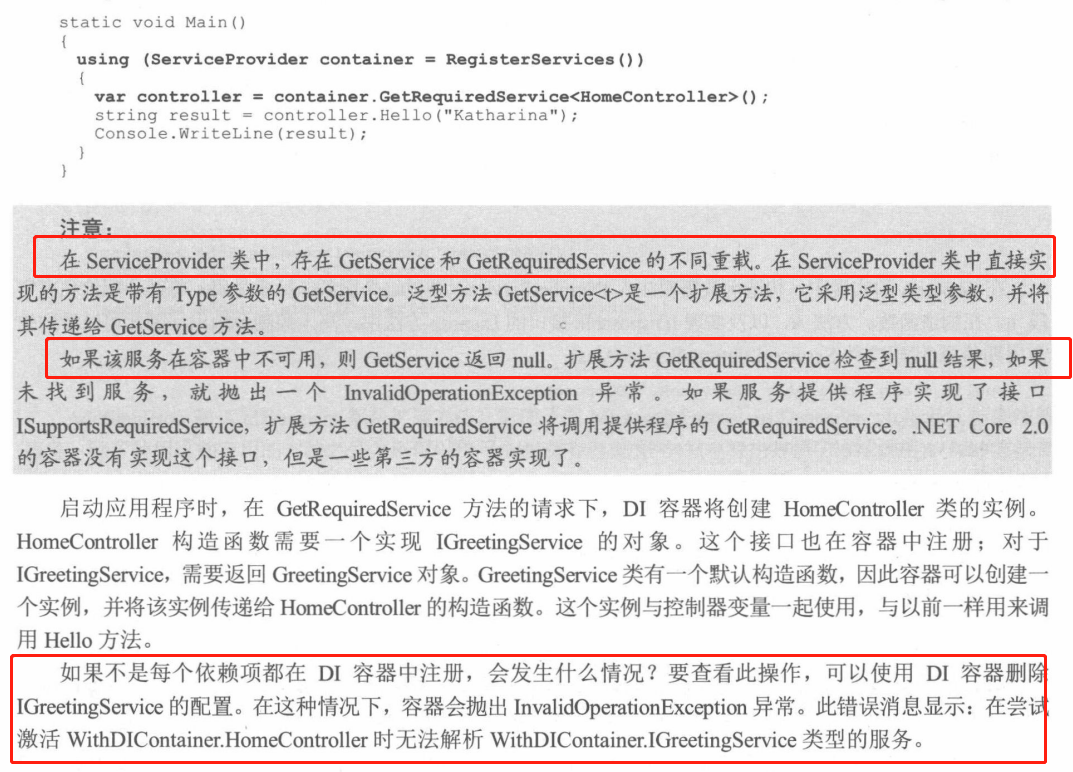 static void Main()
{
using (ServiceProvider container = RegisterServices())
{
var controller = container.GetRequiredService<HomeController>();
string result = controller.Hello("Katharina");
Console.WriteLine(result);
}
}
注意：
在 ServiceProvider 类中，存在 GetService 和 GetRequiredService 的不同重载。在 ServiceProvider 类中直接实
现的方法是带有 Type 参数的 GetService。泛型方法 GetService<t>是一个扩展方法，它采用泛型类型参数，并将
其传递给 GetService 方法。
如果该服务在容器中不可用，则 GetService 返回 null。扩展方法 GetRequiredService 检查到 null 结果，如果
未找到服务，就抛出一个 InvalidOperationException 异常。如果服务提供程序实现了接口
ISupportsRequiredService，扩展方法 GetRequiredService 将调用提供程序的 GetRequiredService。.NET Core 2.0
的容器没有实现这个接口，但是一些第三方的容器实现了。
启动应用程序时，在 GetRequiredService 方法的请求下，DI 容器将创建 HomeController 类的实例。
HomeController 构造函数需要一个实现 IGreetingService 的对象。这个接口也在容器中注册；对于
IGreetingService，需要返回 GreetingService 对象。GreetingService 类有一个默认构造函数，因此容器可以创建一
个实例，并将该实例传递给 HomeController 的构造函数。这个实例与控制器变量一起使用，与以前一样用来调
用 Hello 方法。
如果不是每个依赖项都在 DI 容器中注册，会发生什么情况？要查看此操作，可以使用 DI 容器删除
IGreetingService 的配置。在这种情况下，容器会抛出 InvalidOperationException 异常。此错误消息显示：在尝试
激活 WithDIContainer.HomeController 时无法解析 WithDIContainer.IGreetingService 类型的服务。